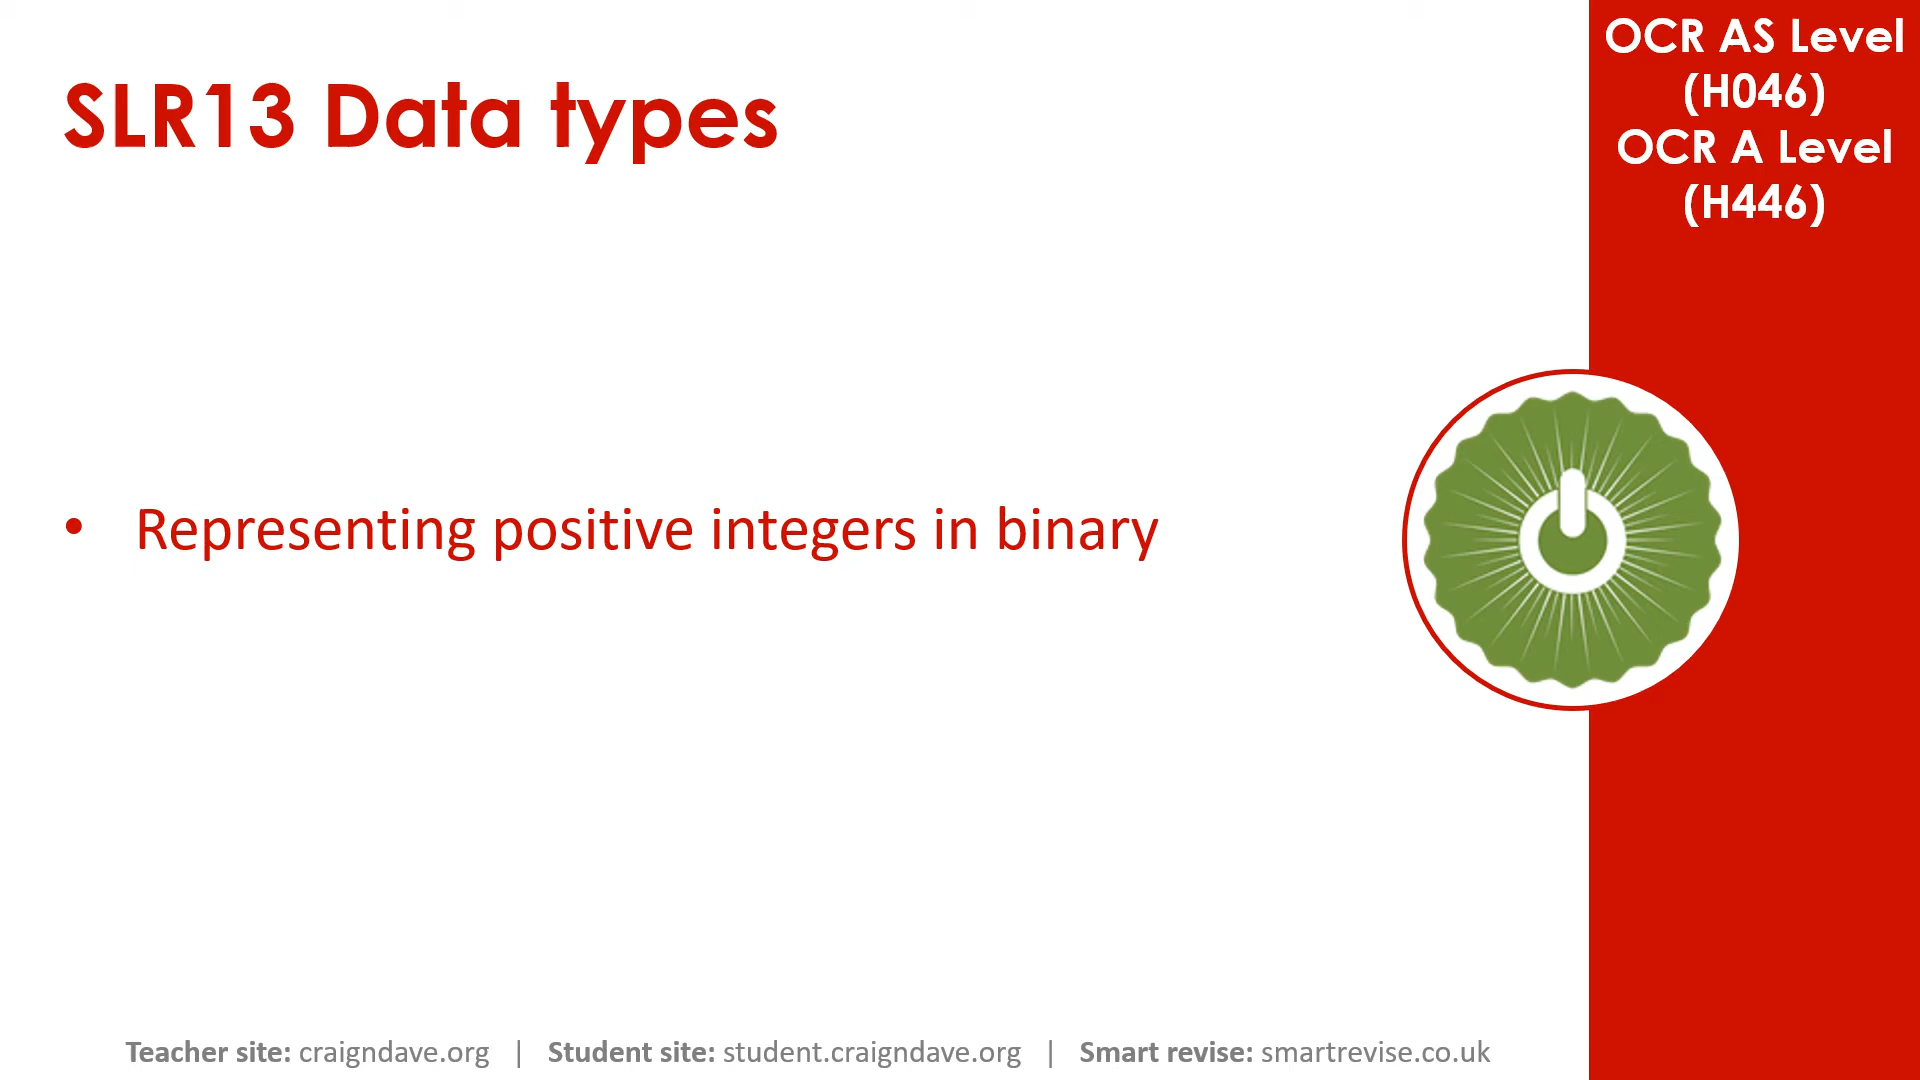 SLR13 Data types
OCR AS Level
(H046)
OCR A Level
(H446)
• Representing positive integers in binary
Teacher site: craigndave.org | Student site: student.craigndave.org | Smart revise: smartrevise.co.uk